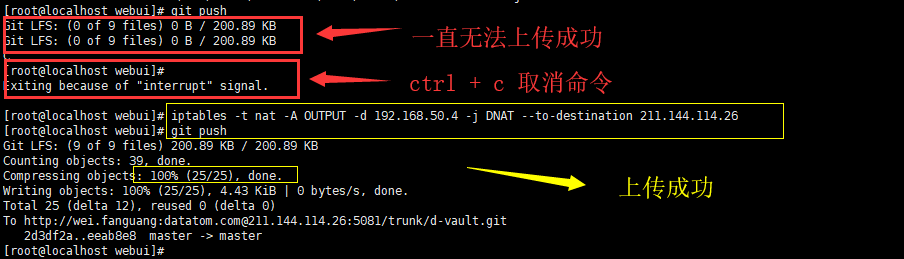 [root@localhost webui]# git push
Git LFS: (0 of 9 files) 0 B / 200.89 KB
Git LFS: (0 of 9 files) 0 B / 200.89 KB
一直无法上传成功
[root@localhost webui]#
Exiting because of "interrupt" signal.
ctrl + c 取消命令
[root@localhost webui]# iptables -t nat -A OUTPUT -d 192.168.50.4 -j DNAT --to-destination 211.144.114.26
[root@localhost webui]# git push
Git LFS: (9 of 9 files) 200.89 KB / 200.89 KB
Counting objects: 39, done.
Compressing objects: 100% (25/25), done.
Writing objects: 100% (25/25), 4.43 KiB | 0 bytes/s, done.
上传成功
Total 25 (delta 12), reused 0 (delta 0)
To http://wei.fanguang:datatom.com@211.144.114.26:5081/trunk/d-vault.git
2d3df2a..eeab8e8 master -> master
[root@localhost webui]#